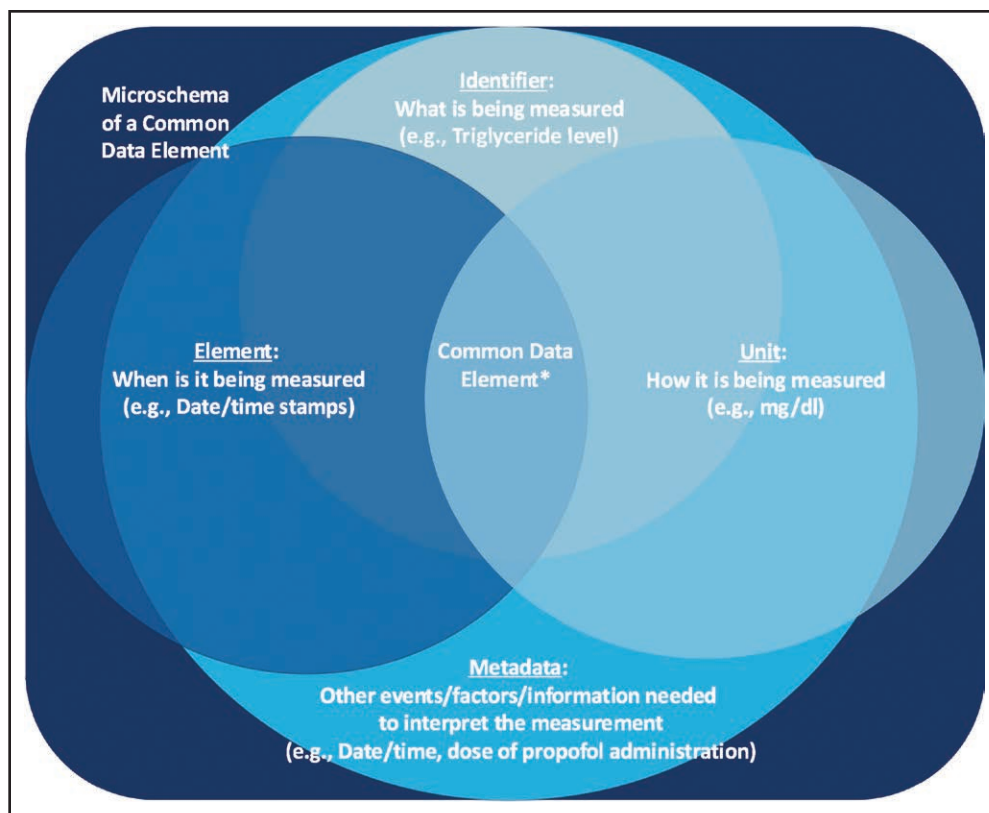 Microschema
of a Common
Data Element
Identifier:
What is being measured
(e.g., Triglyceride level)
Element:
When is it being measured
(e.g., Date/time stamps)
Common Data
Element*
Unit:
How it is being measured
(e.g., mg/dl)
Metadata:
Other events/factors/information needed
to interpret the measurement
(e.g., Date/time, dose of propofol administration)